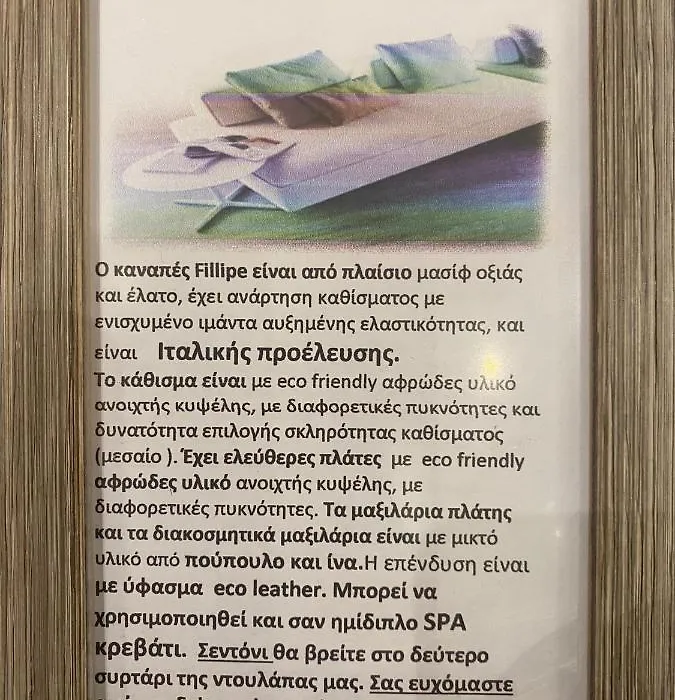 Ο καναπές Fillipe είναι από πλαίσιο μασίφ οξιάς
και έλατο, έχει ανάρτηση καθίσματος με
ενισχυμένο ιμάντα αυξημένης ελαστικότητας, και
είναι Ιταλικής προέλευσης.
Το κάθισμα είναι με eco friendly αφρώδες υλικό
ανοιχτής κυψέλης, με διαφορετικές πυκνότητες και
δυνατότητα επιλογής σκληρότητας καθίσματος
(μεσαίο ). Έχει ελεύθερες πλάτες με eco friendly
αφρώδες υλικό ανοιχτής κυψέλης, με
διαφορετικές πυκνότητες. Τα μαξιλάρια πλάτης
και τα διακοσμητικά μαξιλάρια είναι με μικτό
υλικό από πούπουλο και ίνα.Η επένδυση είναι
με ύφασμα eco leather. Μπορεί να
χρησιμοποιηθεί και σαν ημίδιπλο SPA
κρεβάτι. Σεντόνι θα βρείτε στο δεύτερο
συρτάρι της ντουλάπας μας. Σας ευχόμαστε